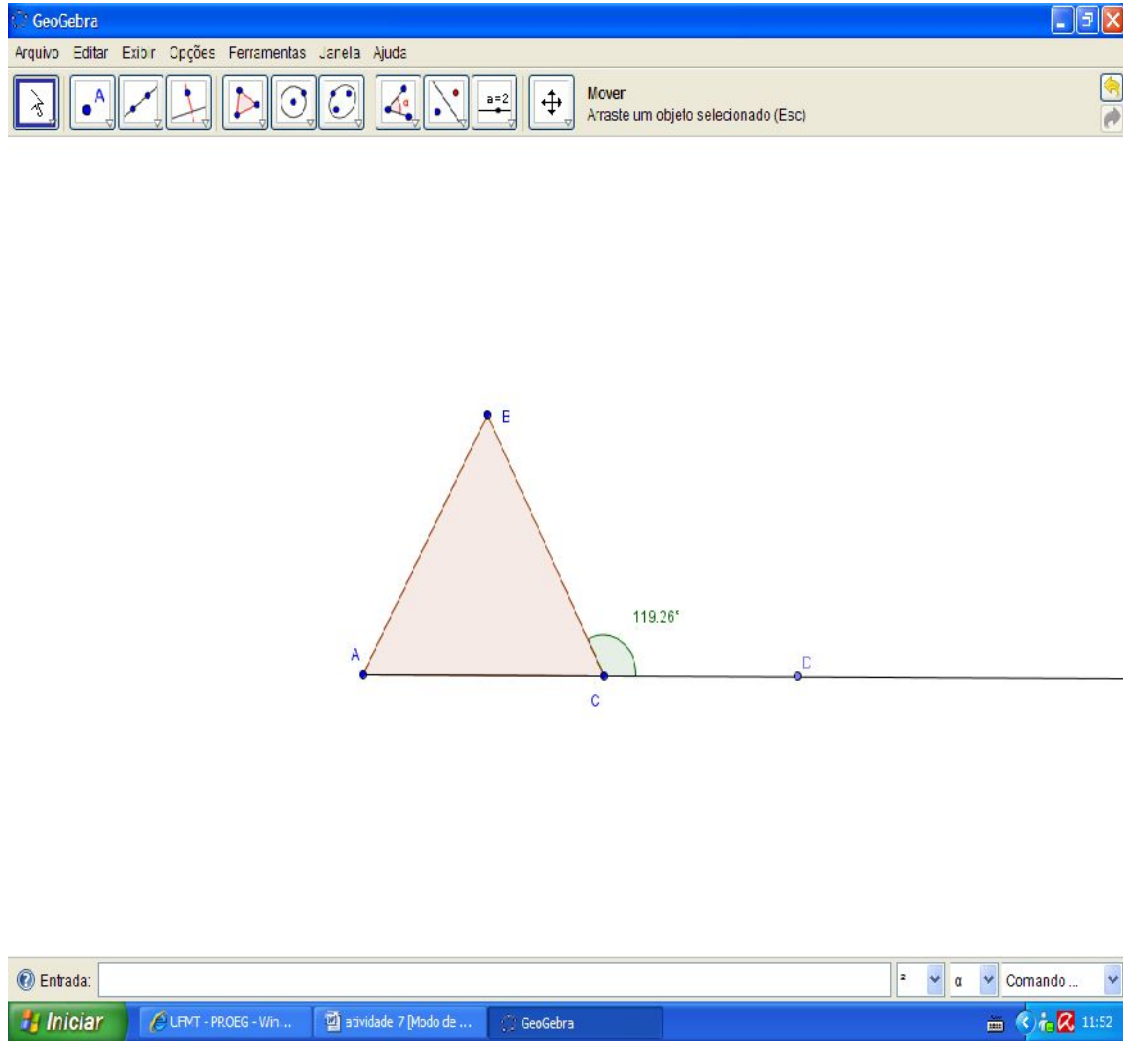 GeoGebra
Arquivo Editar Exibir Opções Ferramentas Janela Ajuda
A
α
a=2
Mover
Arraste um objeto selecionado (Esc)
B
119.26°
A
D
C
Entrada:
²
α
Comando ...
Iniciar
UFMT - PROEG - Win...
atividade 7 [Modo de ...
GeoGebra
11:52